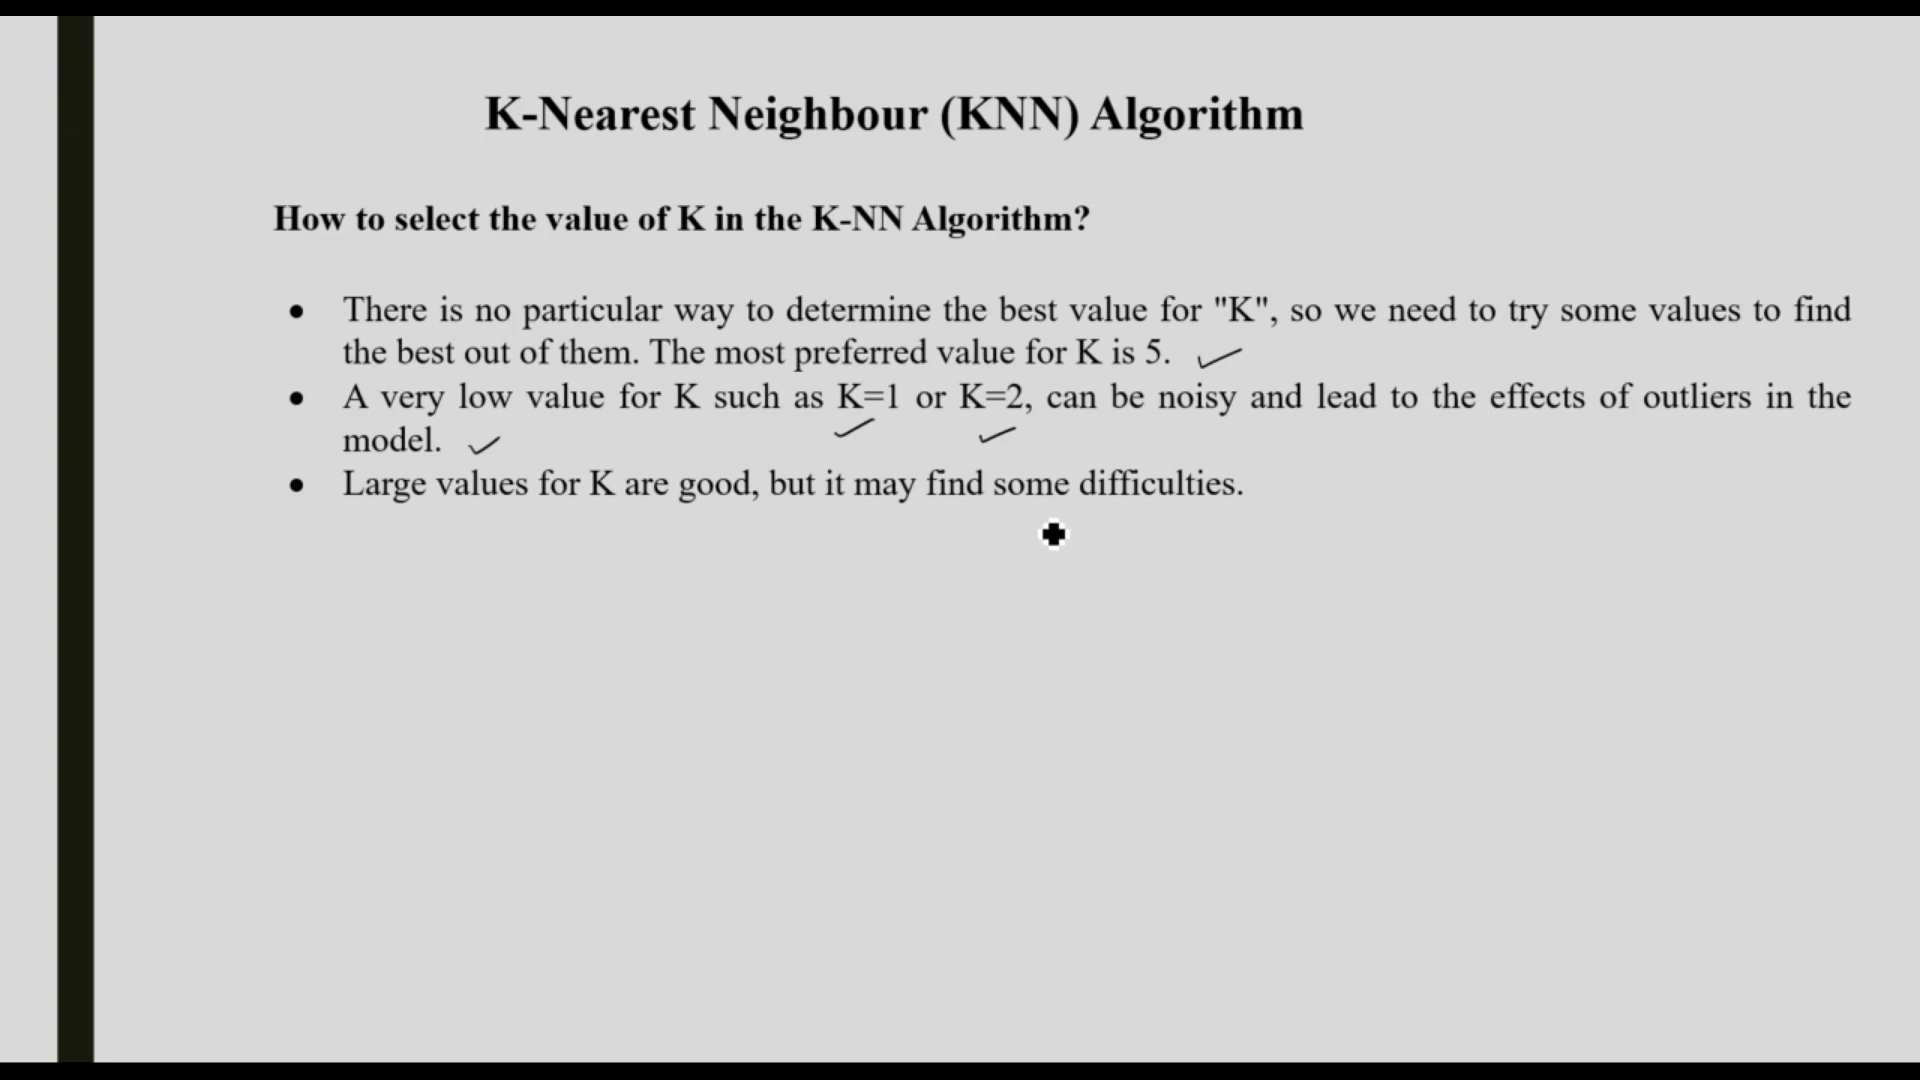 K-Nearest Neighbour (KNN) Algorithm
How to select the value of K in the K-NN Algorithm?
• There is no particular way to determine the best value for "K", so we need to try some values to find
the best out of them. The most preferred value for K is 5.
• A very low value for K such as K=1 or K=2, can be noisy and lead to the effects of outliers in the
model.
• Large values for K are good, but it may find some difficulties.